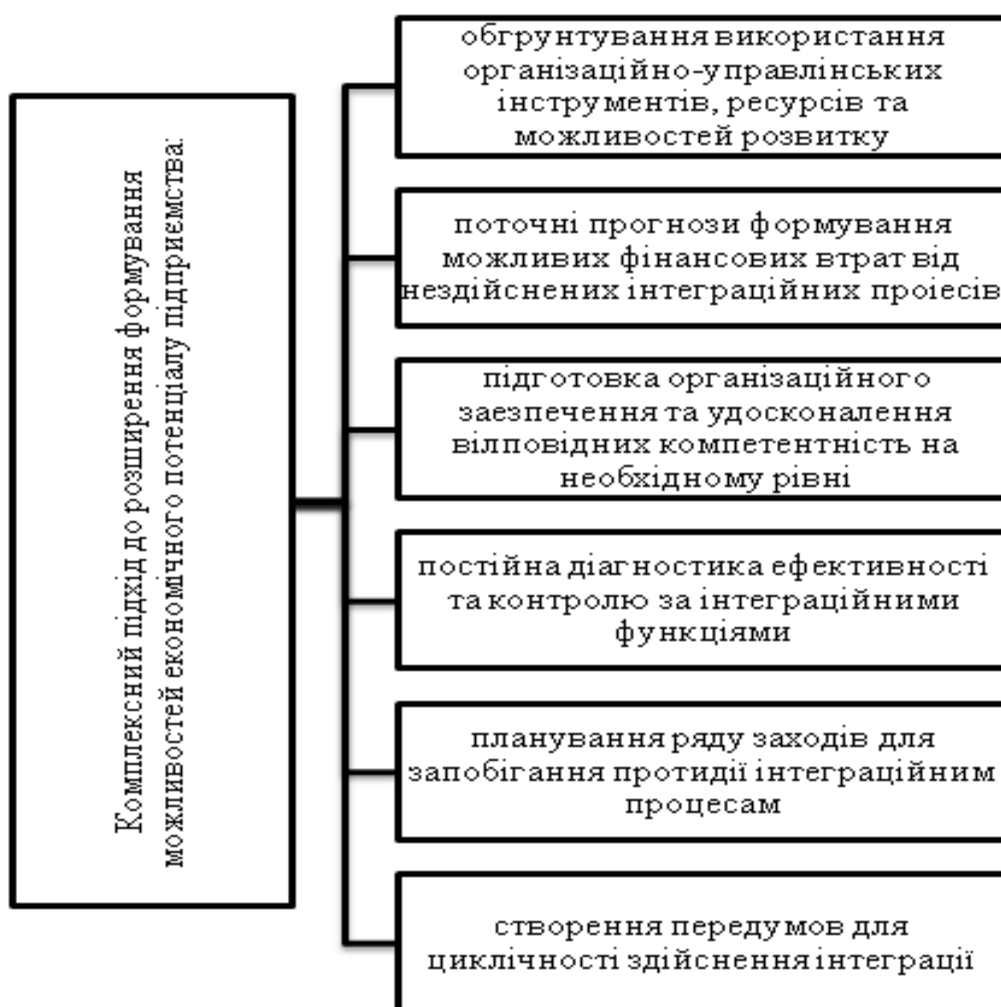 Комплексний підхід до розширення формування
можливостей економічного потенціалу підприємства:
обгрунтування використання
організаційно-управлінських
інструментів, ресурсів та
можливостей розвитку
поточні прогнози формування
можливих фінансових втрат від
нездійснених інтеграційних проіесів
підготовка організаційного
заезпечення та удосконалення
вілповідних компетентність на
необхідному рівні
постійна діагностика ефективності
та контролю за інтеграційними
функціями
планування ряду заходів для
запобігання протидії інтеграційним
процесам
створення передумов для
циклічності здійснення інтеграції